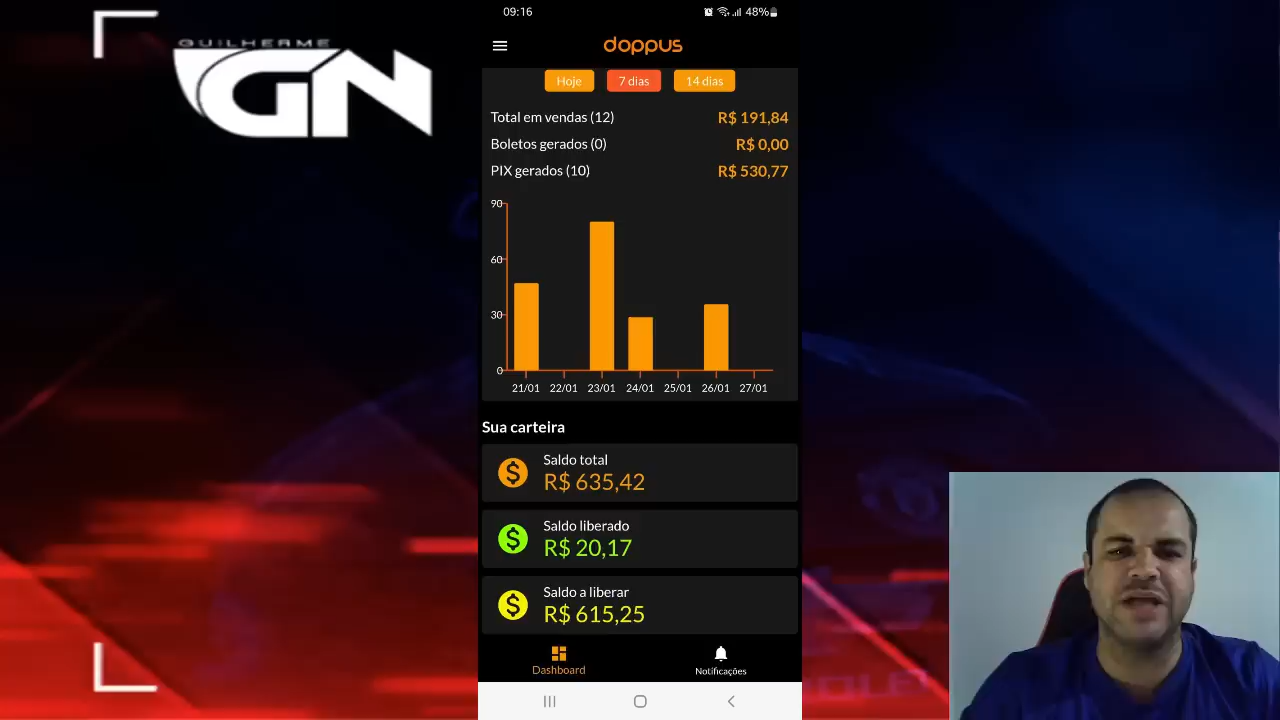 GUILHERME
GN
09:16
48%
doppus
Hoje
7 dias
14 dias
Total em vendas (12)
R$ 191,84
Boletos gerados (0)
R$ 0,00
PIX gerados (10)
R$ 530,77
90
60
30
0
21/01
22/01
23/01
24/01
25/01
26/01
27/01
Sua carteira
Saldo total
R$ 635,42
Saldo liberado
R$ 20,17
Saldo a liberar
R$ 615,25
Dashboard
Notificações